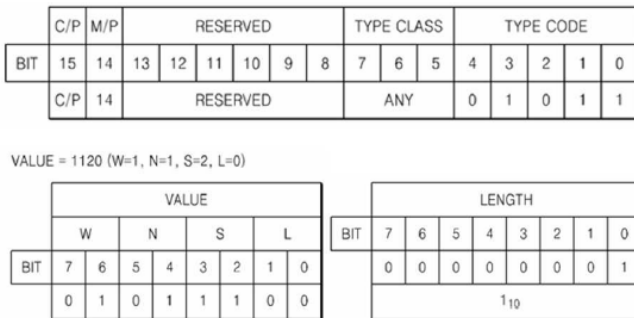 C/P M/P RESERVED TYPE CLASS TYPE CODE
BIT 15 14 13 12 11 10 9 8 7 6 5 4 3 2 1 0
C/P 14 RESERVED ANY 0 1 0 1 1
VALUE = 1120 (W=1, N=1, S=2, L=0)
VALUE
W N S L
BIT 7 6 5 4 3 2 1 0
0 1 0 1 1 1 0 0
LENGTH
BIT 7 6 5 4 3 2 1 0
0 0 0 0 0 0 0 1
1₁₀